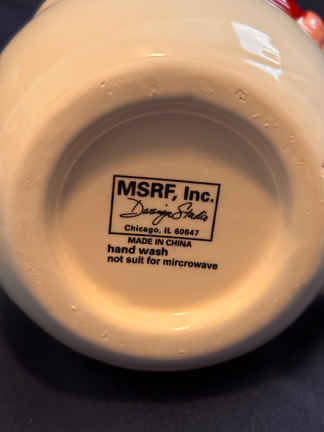 MSRF, Inc.
Design Studio
Chicago, IL 60647
MADE IN CHINA
hand wash
not suit for mircrowave